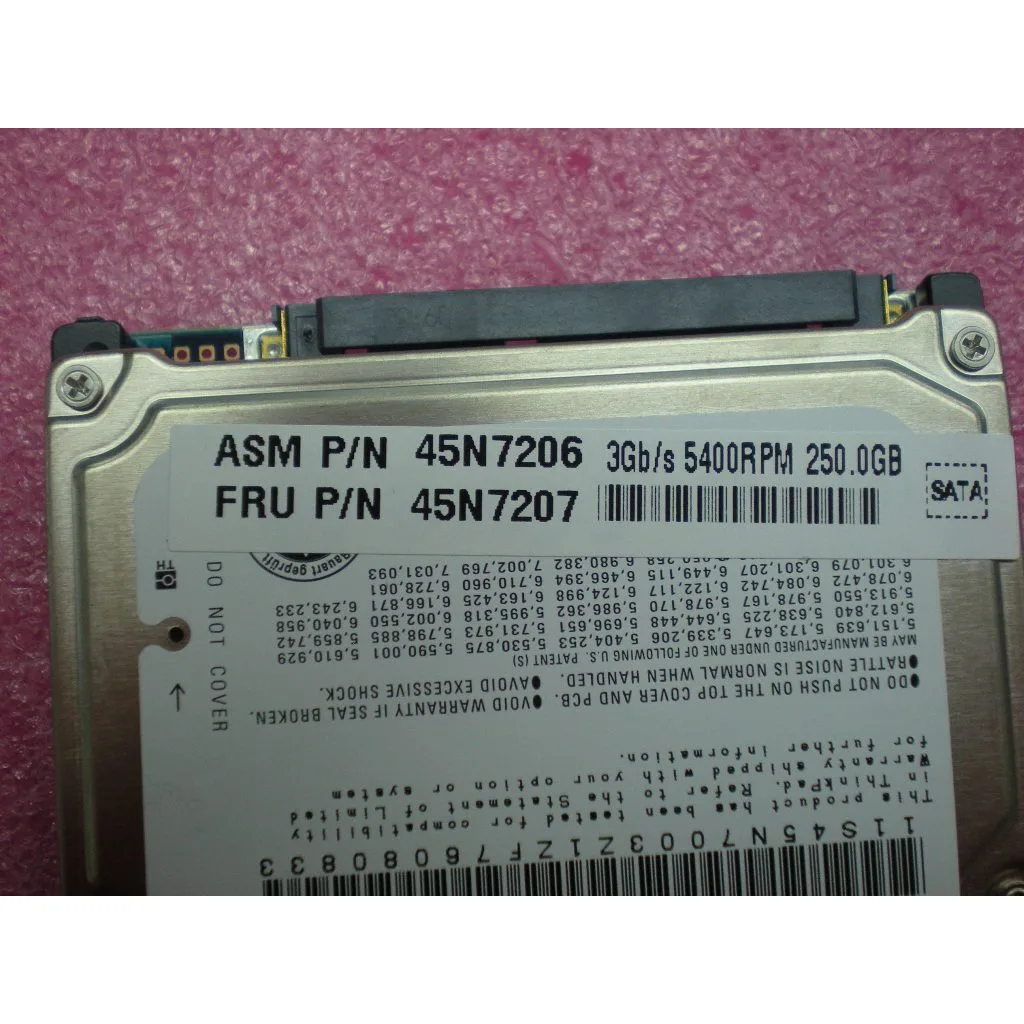 ASM P/N 45N7206 3Gb/s 5400RPM 250.0GB
FRU P/N 45N7207
SATA
DO NOT COVER
11S45N7003Z1ZF76080833
This product has been tested for compatibility
in ThinkPad. Refer to the Statement of Limited
Warranty shipped with your option or system
for further information.
●DO NOT PUSH ON THE TOP COVER AND PCB. ●VOID WARRANTY IF SEAL BROKEN.
●RATTLE NOISE IS NORMAL WHEN HANDLED. ●AVOID EXCESSIVE SHOCK.
MAY BE MANUFACTURED UNDER ONE OF FOLLOWING U.S. PATENT(S)
5,151,639 5,173,647 5,339,206 5,404,253 5,530,875 5,590,001 5,610,929
5,612,840 5,638,225 5,644,448 5,696,651 5,731,973 5,798,885 5,859,742
5,913,550 5,978,167 5,978,170 5,986,362 5,995,318 6,002,550 6,040,958
6,078,472 6,084,742 6,122,117 6,124,998 6,163,425 6,166,871 6,243,233
6,301,079 6,301,207 6,449,115 6,466,394 6,710,960 6,728,061
6,980,382 7,002,769 7,031,093
Bauart geprüft